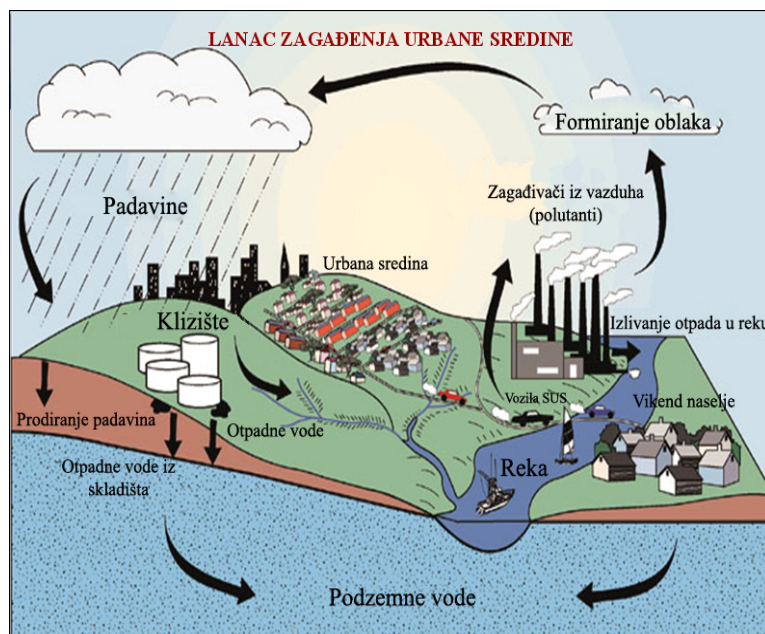 LANAC ZAGAĐENJA URBANE SREDINE
Formiranje oblaka
Padavine
Zagađivači iz vazduha
(polutanti)
Urbana sredina
Klizište
Izlivanje otpada u reku
Vozila SUS
Vikend naselje
Prodiranje padavina
Otpadne vode
Otpadne vode iz
skladišta
Reka
Podzemne vode